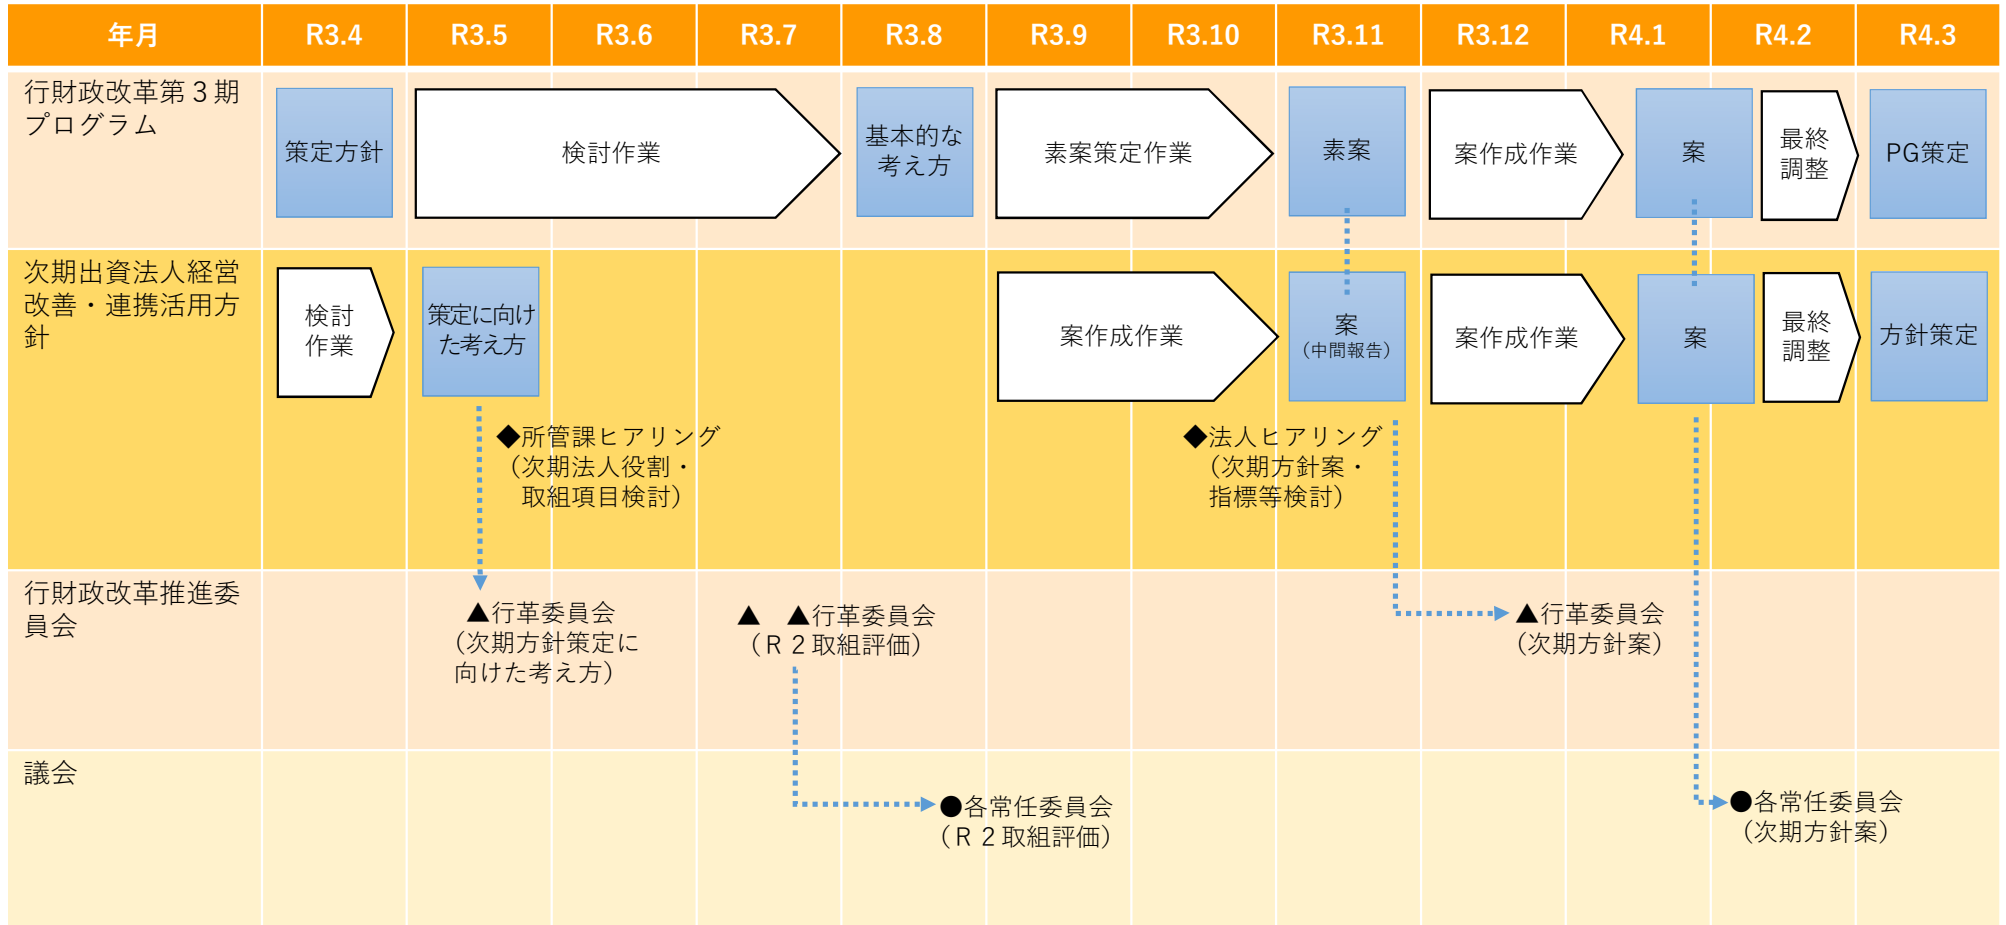 年月
R3.4
R3.5
R3.6
R3.7
R3.8
R3.9
R3.10
R3.11
R3.12
R4.1
R4.2
R4.3
行財政改革第３期
プログラム
策定方針
検討作業
基本的な
考え方
素案策定作業
素案
案作成作業
案
最終
調整
PG策定
次期出資法人経営
改善・連携活用方
針
検討
作業
策定に向け
た考え方
案作成作業
案
（中間報告）
案作成作業
案
最終
調整
方針策定
◆所管課ヒアリング
（次期法人役割・
取組項目検討）
◆法人ヒアリング
（次期方針案・
指標等検討）
行財政改革推進委
員会
▲行革委員会
（次期方針策定に
向けた考え方）
▲　▲行革委員会
（Ｒ２取組評価）
▲行革委員会
（次期方針案）
議会
●各常任委員会
（Ｒ２取組評価）
●各常任委員会
（次期方針案）